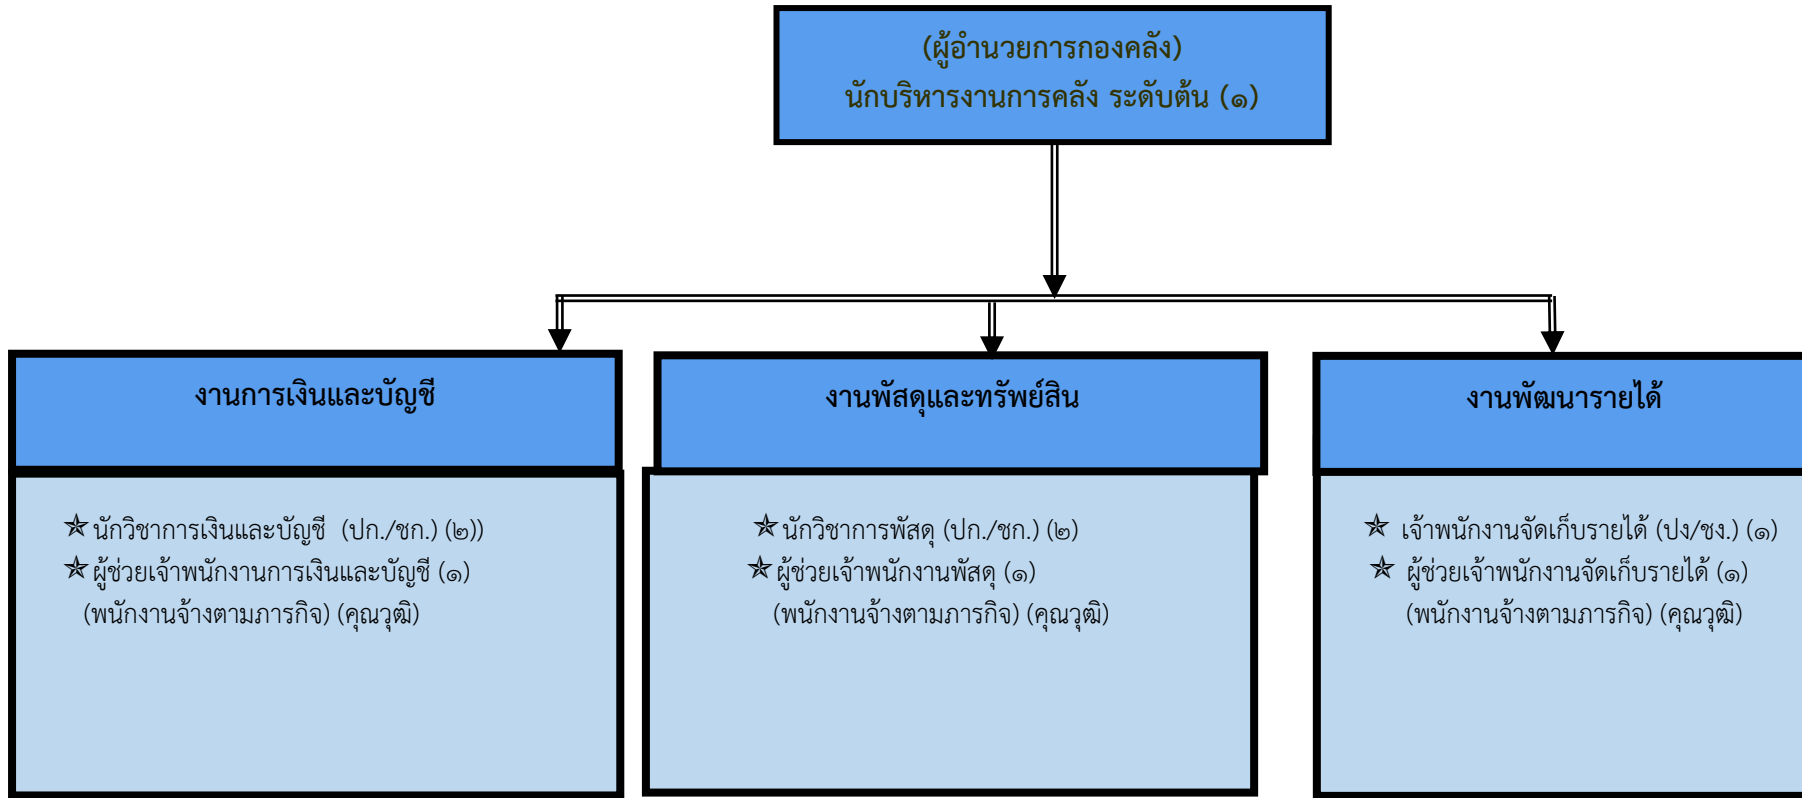 (ผู้อำนวยการกองคลัง)
นักบริหารงานการคลัง ระดับต้น (๑)
งานการเงินและบัญชี
นักวิชาการเงินและบัญชี (ปก./ชก.) (๒))
ผู้ช่วยเจ้าพนักงานการเงินและบัญชี (๑)
(พนักงานจ้างตามภารกิจ) (คุณวุฒิ)
งานพัสดุและทรัพย์สิน
นักวิชาการพัสดุ (ปก./ชก.) (๒)
ผู้ช่วยเจ้าพนักงานพัสดุ (๑)
(พนักงานจ้างตามภารกิจ) (คุณวุฒิ)
งานพัฒนารายได้
เจ้าพนักงานจัดเก็บรายได้ (ปง/ชง.) (๑)
ผู้ช่วยเจ้าพนักงานจัดเก็บรายได้ (๑)
(พนักงานจ้างตามภารกิจ) (คุณวุฒิ)